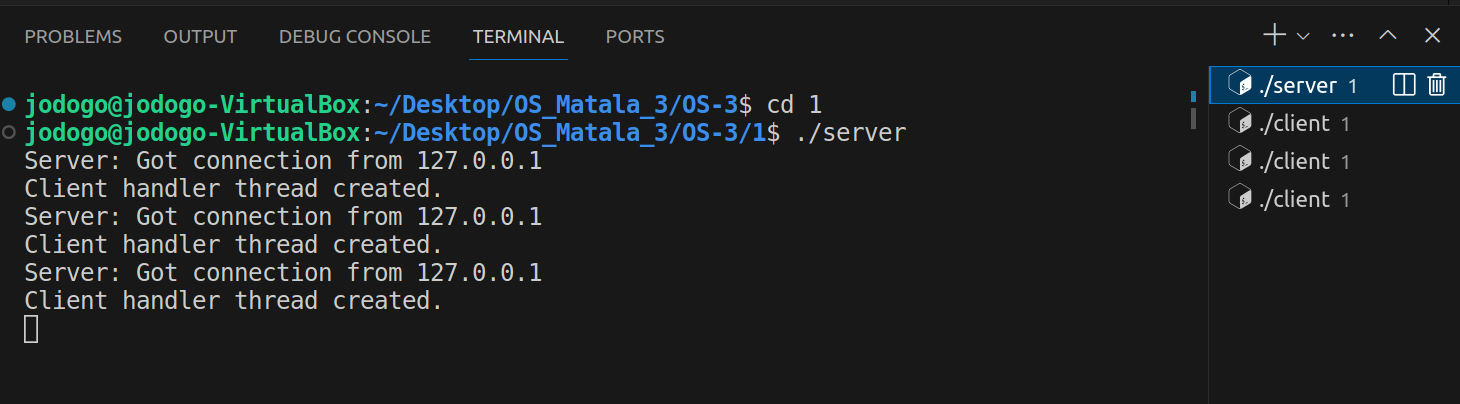 PROBLEMS OUTPUT DEBUG CONSOLE TERMINAL PORTS
jodogo@jodogo-VirtualBox:~/Desktop/OS_Matala_3/OS-3$ cd 1
jodogo@jodogo-VirtualBox:~/Desktop/OS_Matala_3/OS-3/1$ ./server
Server: Got connection from 127.0.0.1
Client handler thread created.
Server: Got connection from 127.0.0.1
Client handler thread created.
Server: Got connection from 127.0.0.1
Client handler thread created.
./server 1
./client 1
./client 1
./client 1